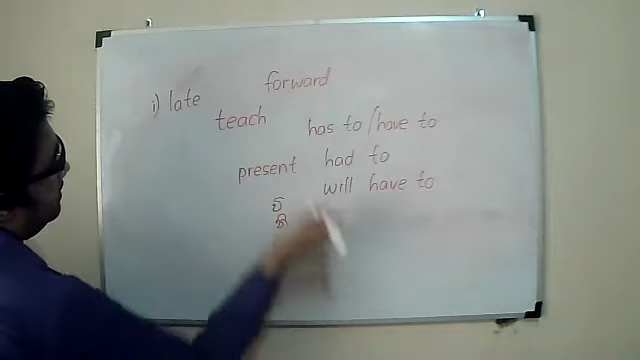 forward
i) late
teach has to / have to
present had to
will have to